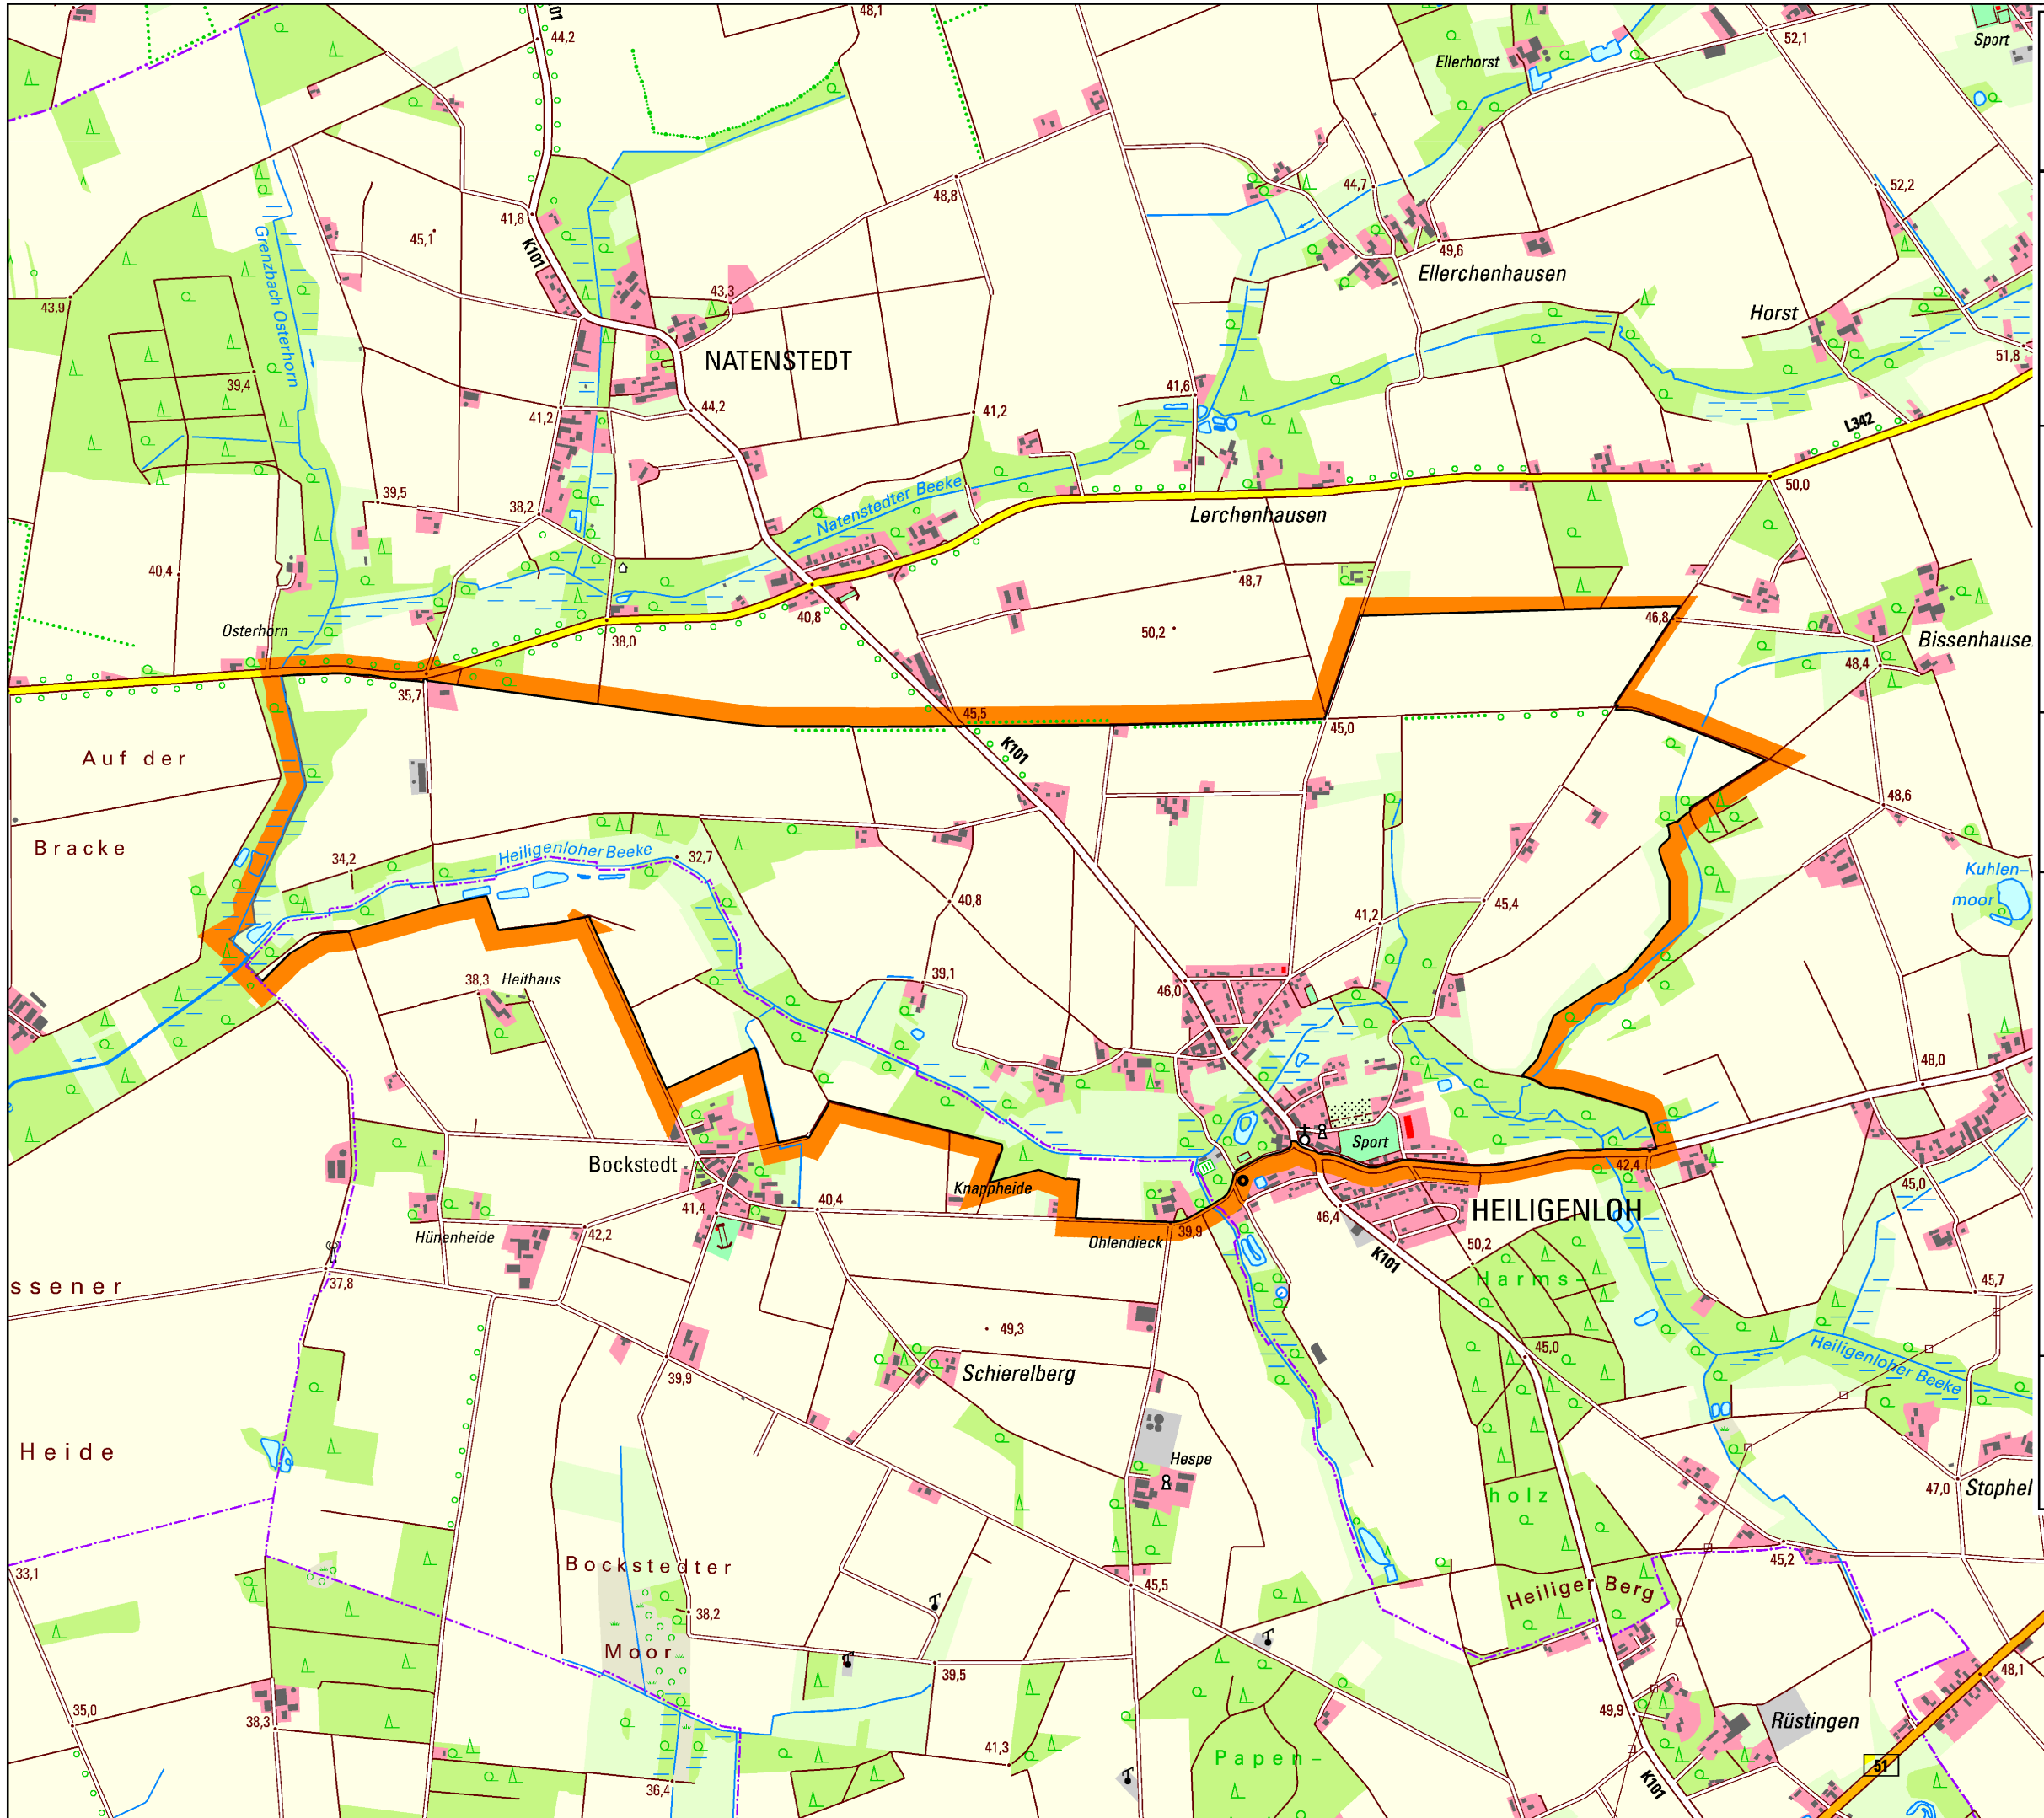 101
48,1
44,2
52,1
Sport
Ellerhorst
41,8
45,1
K101
48,8
44,7
52,2
49,6
Ellerchenhausen
43,9
Grenzbach Osterhorn
43,3
Horst
51,8
NATENSTEDT
39,4
41,2
44,2
41,2
41,6
L342
39,5
38,2
Natenstedter Beeke
Lerchenhausen
50,0
40,4
48,7
Osterhorn
38,0
40,8
50,2
46,8
48,4
Bissenhause
35,7
45,5
45,0
Auf der
K101
48,6
Bracke
34,2
Heiligenloher Beeke
32,7
Kuhlen-
moor
40,8
41,2
45,4
38,3
Heithaus
39,1
46,0
48,0
Sport
Bockstedt
42,4
Knappheide
40,4
41,4
46,4
HEILIGENLOH
45,0
Hünenheide
42,2
Ohlendieck
39,9
K101
50,2
Harms-
37,8
ssener
45,7
49,3
45,0
Heiligenloher Beeke
39,9
Schierelberg
Heide
Hespe
holz
47,0
Stophel
33,1
Bockstedter
45,5
45,2
Heiliger Berg
38,2
Moor
39,5
48,1
35,0
38,3
49,9
Rüstingen
41,3
Papen-
51
36,4
K101